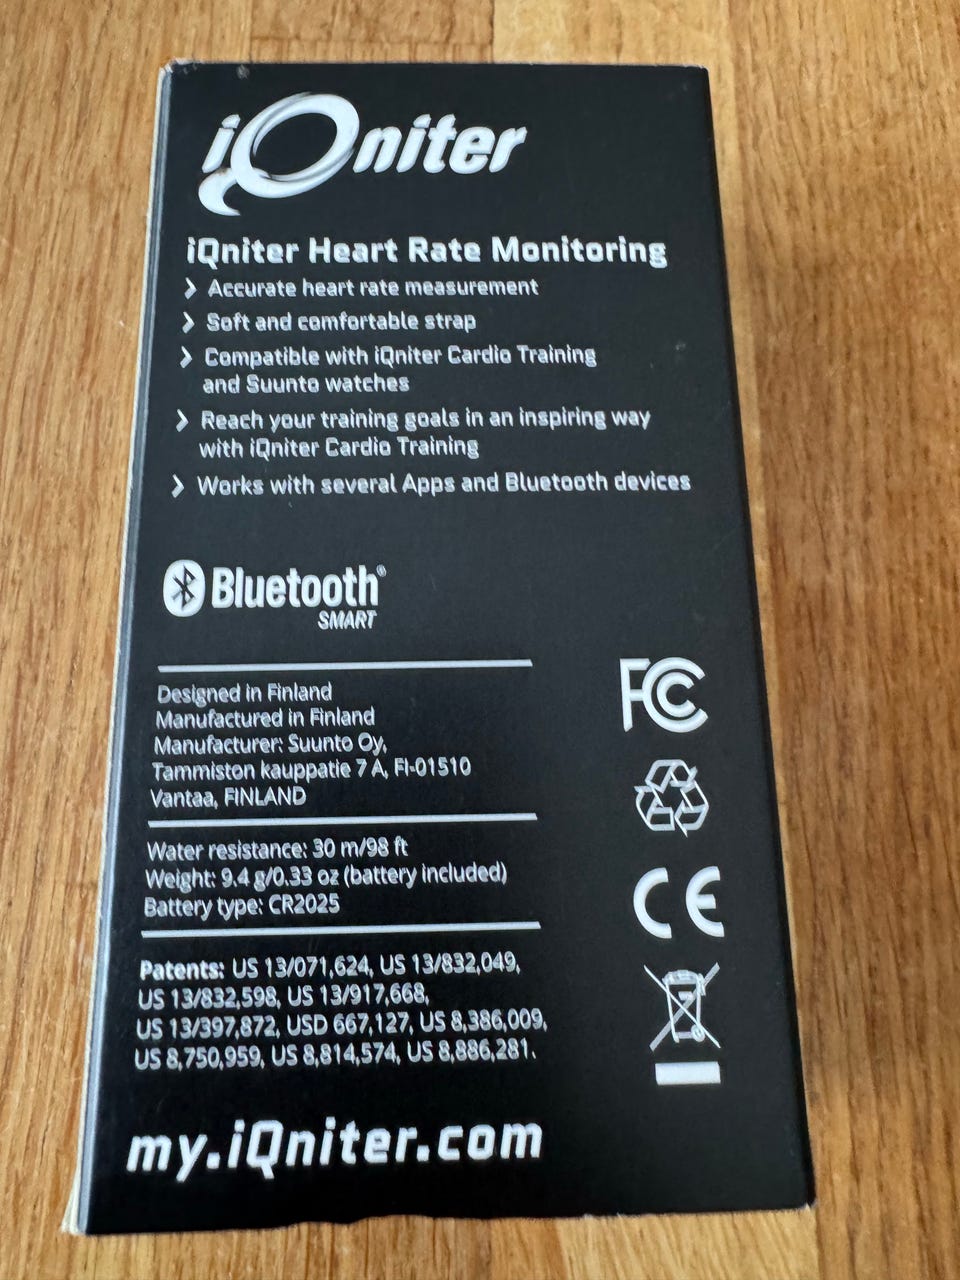 iQniter
iQniter Heart Rate Monitoring
Accurate heart rate measurement
Soft and comfortable strap
Compatible with iQniter Cardio Training
and Suunto watches
Reach your training goals in an inspiring way
with iQniter Cardio Training
Works with several Apps and Bluetooth devices
Bluetooth®
SMART
Designed in Finland
Manufactured in Finland
Manufacturer: Suunto Oy,
Tammiston kauppatie 7 A, FI-01510
Vantaa, FINLAND
FC
Water resistance: 30 m/98 ft
Weight: 9.4 g/0.33 oz (battery included)
Battery type: CR2025
CE
Patents: US 13/071,624, US 13/832,049,
US 13/832,598, US 13/917,668,
US 13/397,872, USD 667,127, US 8,386,009,
US 8,750,959, US 8,814,574, US 8,886,281.
my.iQniter.com